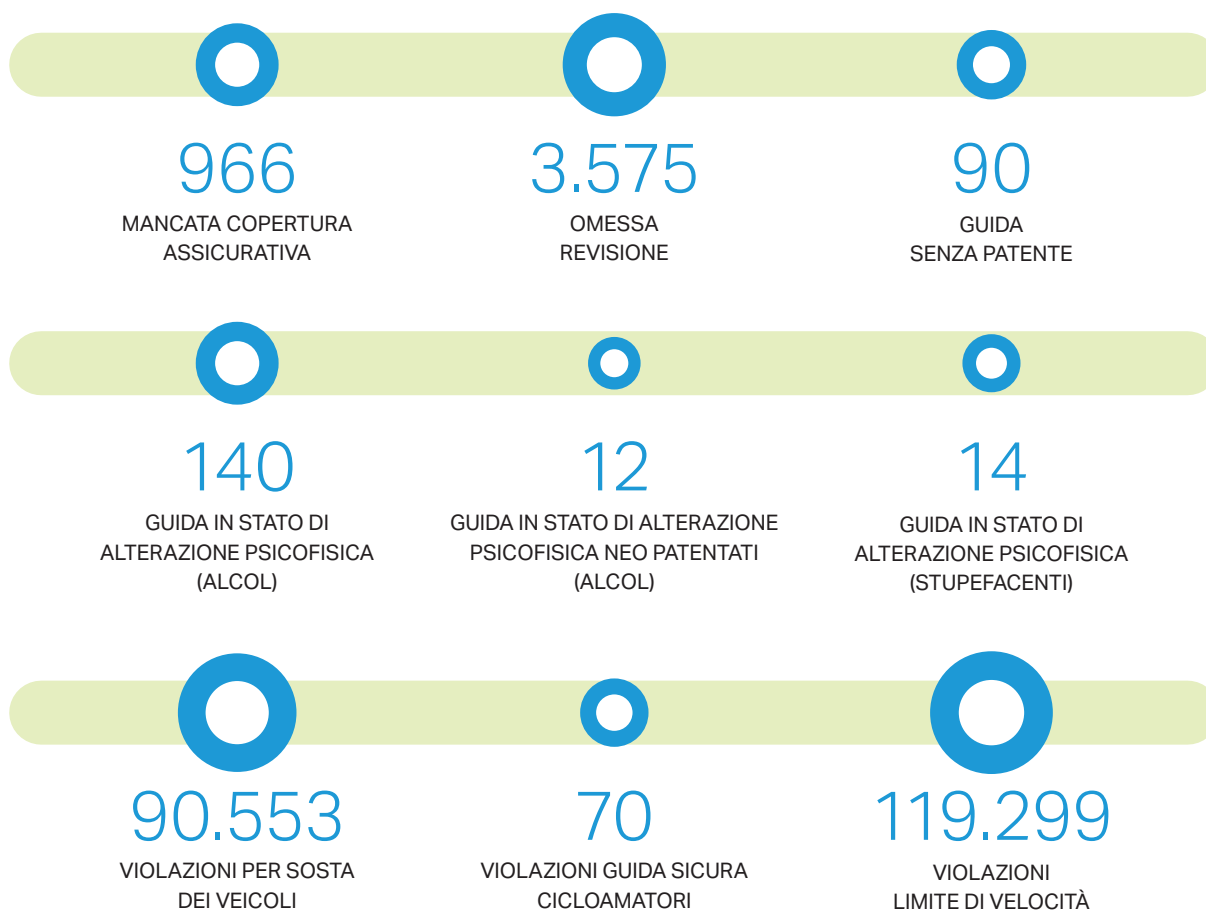 966
MANCATA COPERTURA
ASSICURATIVA
3.575
OMESSA
REVISIONE
90
GUIDA
SENZA PATENTE
140
GUIDA IN STATO DI
ALTERAZIONE PSICOFISICA
(ALCOL)
12
GUIDA IN STATO DI ALTERAZIONE
PSICOFISICA NEO PATENTATI
(ALCOL)
14
GUIDA IN STATO DI
ALTERAZIONE PSICOFISICA
(STUPEFACENTI)
90.553
VIOLAZIONI PER SOSTA
DEI VEICOLI
70
VIOLAZIONI GUIDA SICURA
CICLOAMATORI
119.299
VIOLAZIONI
LIMITE DI VELOCITÀ